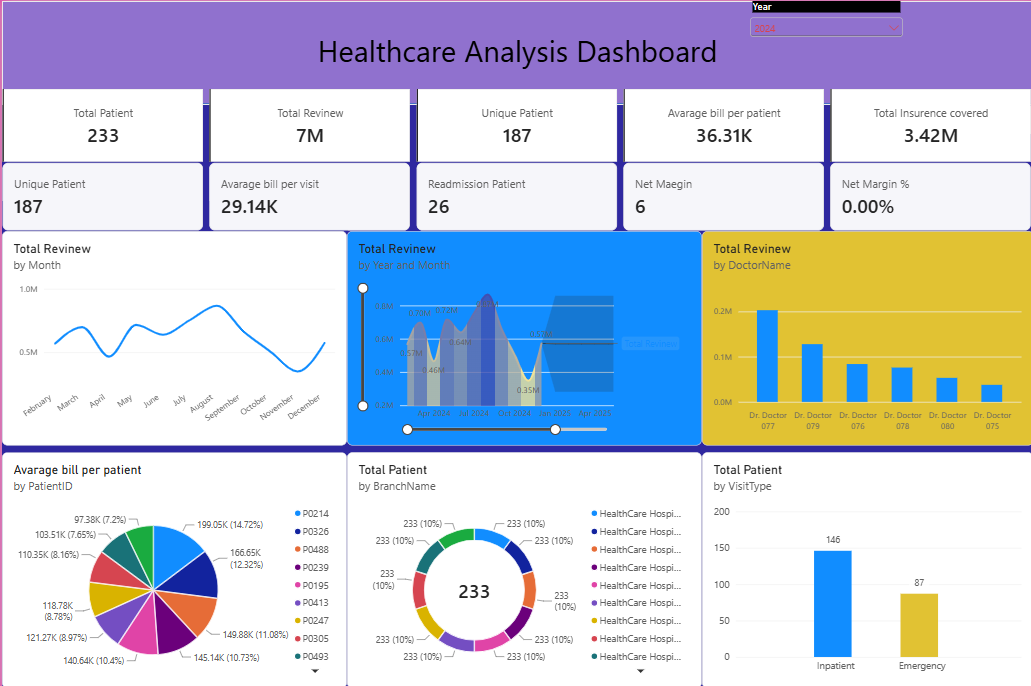 Year
2024
Healthcare Analysis Dashboard
Total Patient
233
Total Revinew
7M
Unique Patient
187
Avarage bill per patient
36.31K
Total Insurence covered
3.42M
Unique Patient
187
Avarage bill per visit
29.14K
Readmission Patient
26
Net Maegin
6
Net Margin %
0.00%
Total Revinew
by Month
1.0M
0.5M
February
March
April
May
June
July
August
September
October
November
December
Total Revinew
by Year and Month
0.8M
0.6M
0.4M
0.2M
0.57M
0.70M
0.46M
0.72M
0.64M
0.35M
0.57M
Total Revinew
Apr 2024 Jul 2024 Oct 2024 Jan 2025 Apr 2025
Total Revinew
by DoctorName
0.2M
0.1M
0.0M
Dr. Doctor 077
Dr. Doctor 079
Dr. Doctor 076
Dr. Doctor 078
Dr. Doctor 080
Dr. Doctor 075
Avarage bill per patient
by PatientID
199.05K (14.72%)
166.65K
(12.32%)
149.88K (11.08%)
145.14K (10.73%)
140.64K (10.4%)
121.27K (8.97%)
118.78K
(8.78%)
110.35K (8.16%)
103.51K (7.65%)
97.38K (7.2%)
P0214
P0326
P0488
P0239
P0195
P0413
P0247
P0305
P0493
Total Patient
by BranchName
233 (10%)
233 (10%)
233
(10%)
233 (10%)
233 (10%)
233 (10%)
233 (10%)
233
(10%)
233 (10%)
233 (10%)
233
HealthCare Hospi...
HealthCare Hospi...
HealthCare Hospi...
HealthCare Hospi...
HealthCare Hospi...
HealthCare Hospi...
HealthCare Hospi...
HealthCare Hospi...
HealthCare Hospi...
Total Patient
by VisitType
200
150
100
50
0
146
87
Inpatient
Emergency